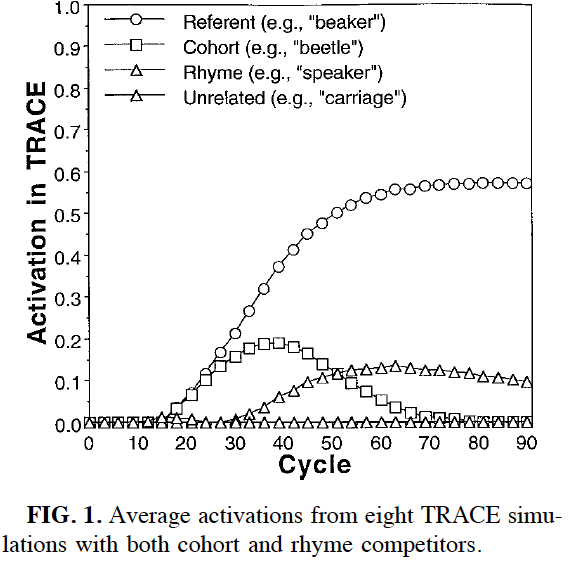 1.0
0.9
0.8
0.7
0.6
0.5
0.4
0.3
0.2
0.1
0.0
Activation in TRACE
Referent (e.g., "beaker")
Cohort (e.g., "beetle")
Rhyme (e.g., "speaker")
Unrelated (e.g., "carriage")
0 10 20 30 40 50 60 70 80 90
Cycle
FIG. 1. Average activations from eight TRACE simu-
lations with both cohort and rhyme competitors.